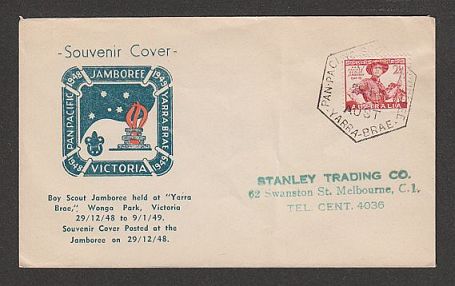 - Souvenir Cover -
1948 JAMBOREE 1949
PAN-PACIFIC
YARRA BRAE
1948 VICTORIA 1949
Boy Scout Jamboree held at "Yarra
Brae," Wonga Park, Victoria
29/12/48 to 9/1/49.
Souvenir Cover Posted at the
Jamboree on 29/12/48.
PAN-PACIFIC
AUST
YARRA-BRAE.
AUSTRALIA
STANLEY TRADING CO.
62 Swanston St. Melbourne, C.1,
TEL. CENT. 4036